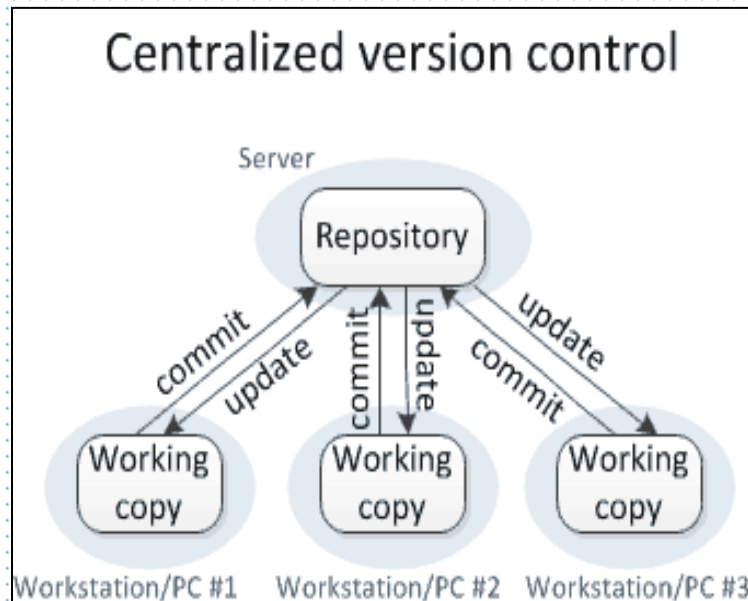 Centralized version control
Server
Repository
commit
update
commit
update
update
commit
Working
copy
Working
copy
Working
copy
Workstation/PC #1
Workstation/PC #2
Workstation/PC #3